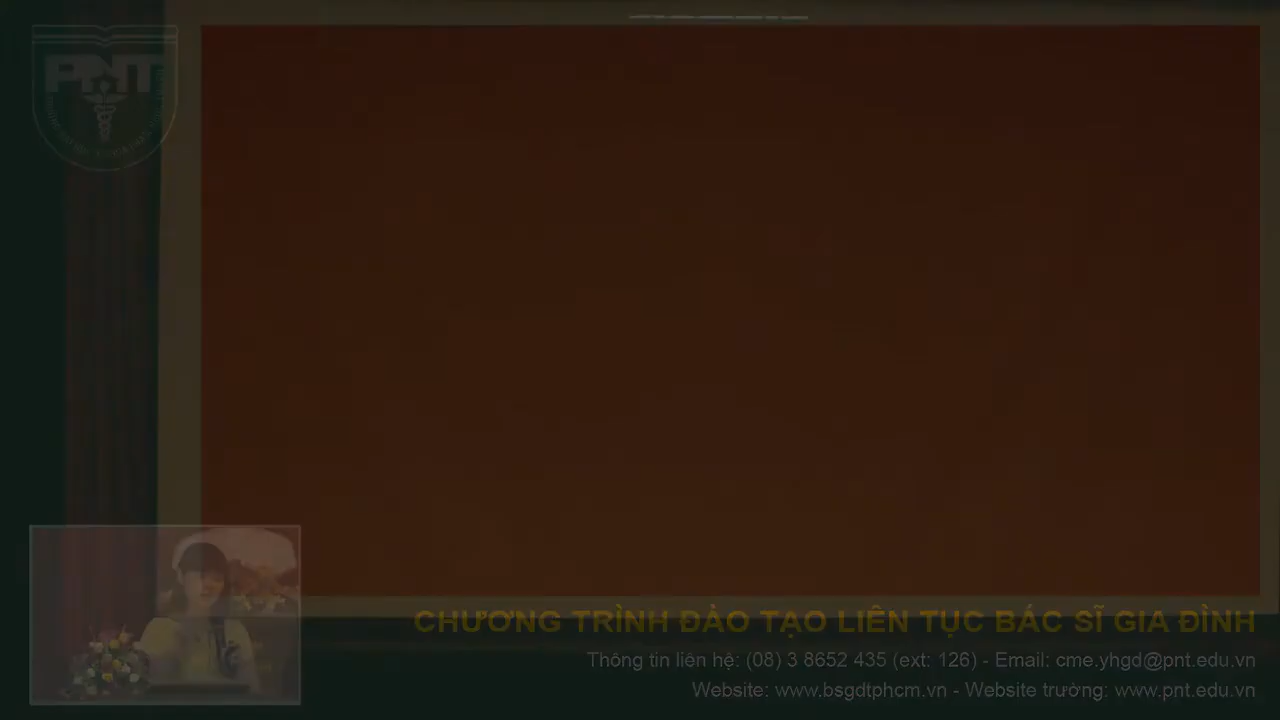 PNT
CHƯƠNG TRÌNH ĐÀO TẠO LIÊN TỤC BÁC SĨ GIA ĐÌNH
Thông tin liên hệ: (08) 3 8652 435 (ext: 126) - Email: cme.yhgd@pnt.edu.vn
Website: www.bsgdtphcm.vn - Website trường: www.pnt.edu.vn